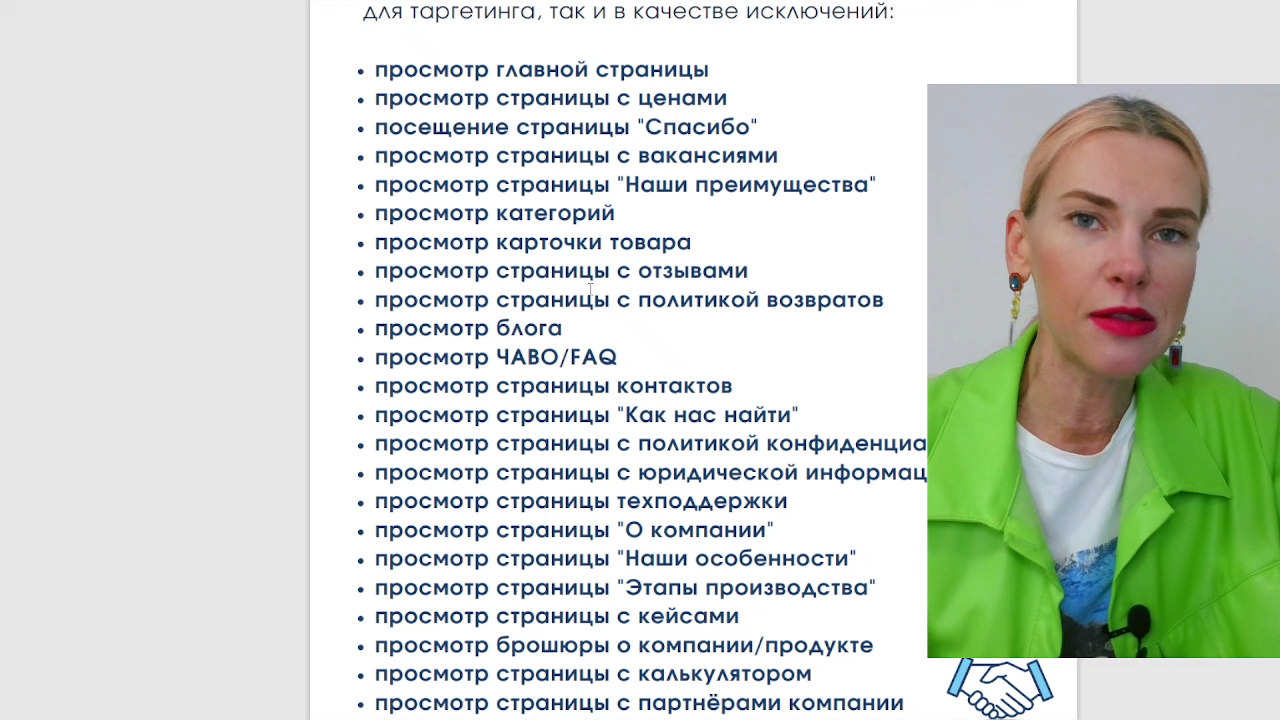 для таргетинга, так и в качестве исключений:
• просмотр главной страницы
• просмотр страницы с ценами
• посещение страницы "Спасибо"
• просмотр страницы с вакансиями
• просмотр страницы "Наши преимущества"
• просмотр категорий
• просмотр карточки товара
• просмотр страницы с отзывами
• просмотр страницы с политикой возвратов
• просмотр блога
• просмотр ЧАВО/FAQ
• просмотр страницы контактов
• просмотр страницы "Как нас найти"
• просмотр страницы с политикой конфиденциа
• просмотр страницы с юридической информац
• просмотр страницы техподдержки
• просмотр страницы "О компании"
• просмотр страницы "Наши особенности"
• просмотр страницы "Этапы производства"
• просмотр страницы с кейсами
• просмотр брошюры о компании/продукте
• просмотр страницы с калькулятором
• просмотр страницы с партнёрами компании